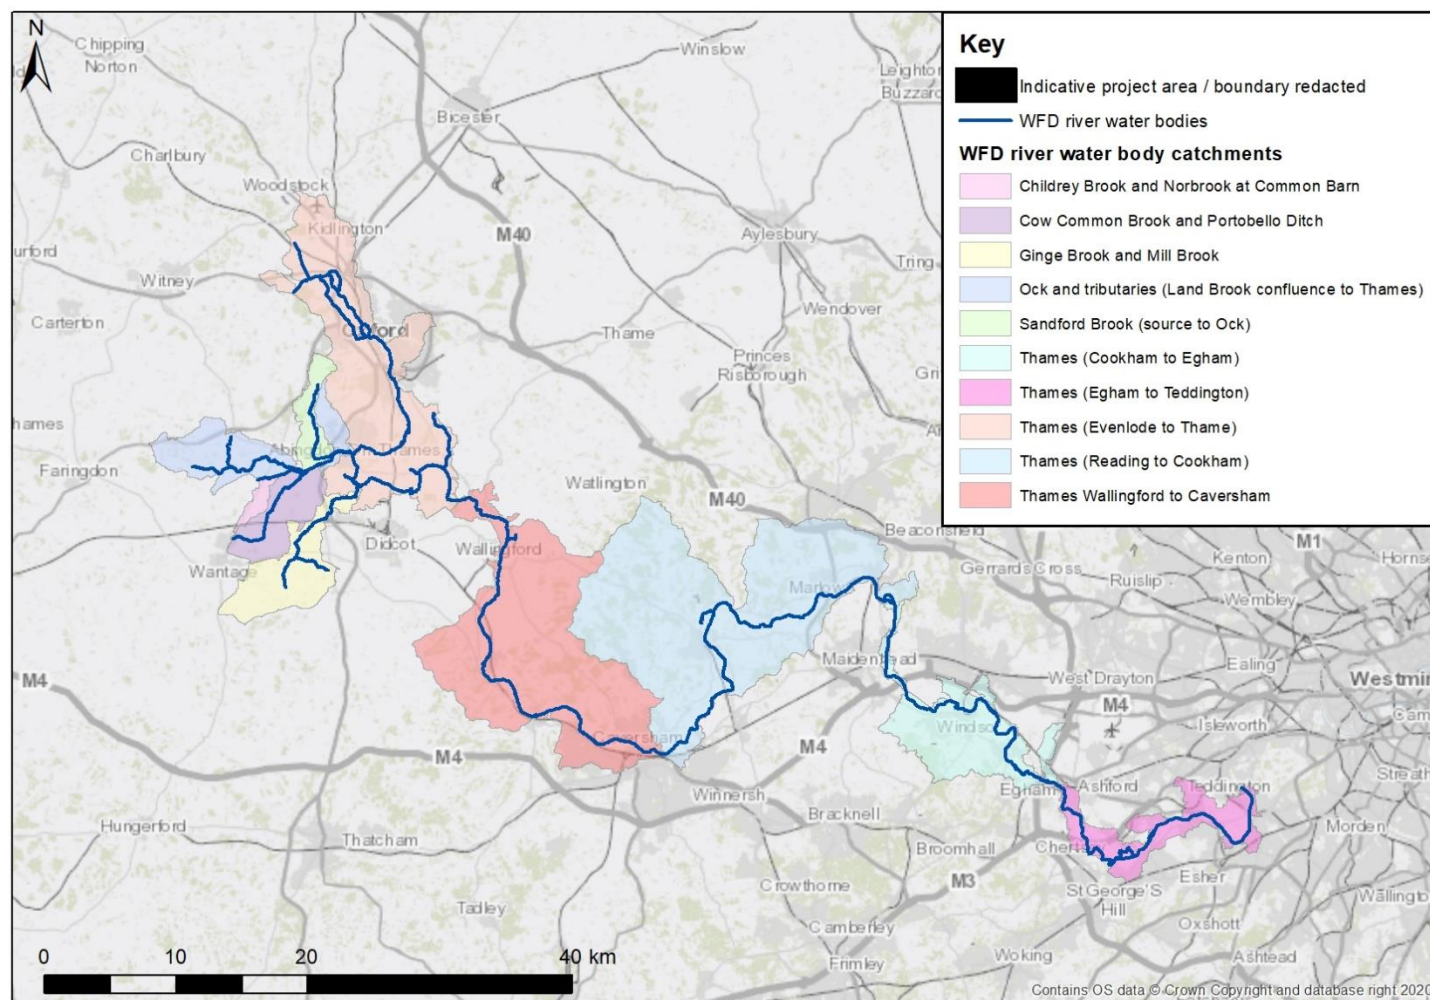 N
Chipping
Norton
Winslow
Leighton
Buzzard
Bicester
Charlbury
Woodstock
Kidlington
M40
Aylesbury
Tring
Witney
Wendover
Carterton
Thame
Princes
Risborough
Faringdon
Watlington
M40
Beaconsfield
Didcot
Wallingford
Gerrards Cross
M1
Kenton
Ruislip
Wembley
Wantage
Marlow
Maidenhead
Ealing
West Drayton
M4
M4
Isleworth
Windsor
Caversham
M4
M4
Egham
Ashford
Teddington
Winnersh
Bracknell
Morden
Hungerford
Thatcham
Broomhall
M3
Esher
St George'S
Hill
Crowthorne
Tadley
Oxshott
Camberley
Woking
Ashtead
Frimley
0 10 20 40 km
Contains OS data © Crown Copyright and database right 2020
Key
Indicative project area / boundary redacted
WFD river water bodies
WFD river water body catchments
Childrey Brook and Norbrook at Common Barn
Cow Common Brook and Portobello Ditch
Ginge Brook and Mill Brook
Ock and tributaries (Land Brook confluence to Thames)
Sandford Brook (source to Ock)
Thames (Cookham to Egham)
Thames (Egham to Teddington)
Thames (Evenlode to Thame)
Thames (Reading to Cookham)
Thames Wallingford to Caversham